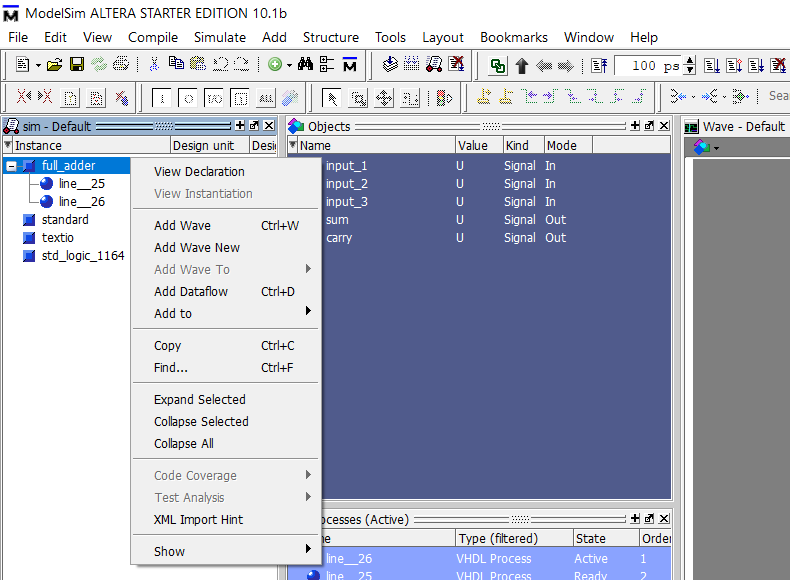 ModelSim ALTERA STARTER EDITION 10.1b
File Edit View Compile Simulate Add Structure Tools Layout Bookmarks Window Help
100 ps
Sea
sim - Default
Instance Design unit Desi
full_adder
line__25
line__26
standard
textio
std_logic_1164
View Declaration
View Instantiation
Add Wave Ctrl+W
Add Wave New
Add Wave To
Add Dataflow Ctrl+D
Add to
Copy Ctrl+C
Find... Ctrl+F
Expand Selected
Collapse Selected
Collapse All
Code Coverage
Test Analysis
XML Import Hint
Show
Objects
Name Value Kind Mode
input_1 U Signal In
input_2 U Signal In
input_3 U Signal In
sum U Signal Out
carry U Signal Out
ocesses (Active)
me Type (filtered) State Order
line__26 VHDL Process Active 1
line__25 VHDL Process Ready 2
Wave - Default